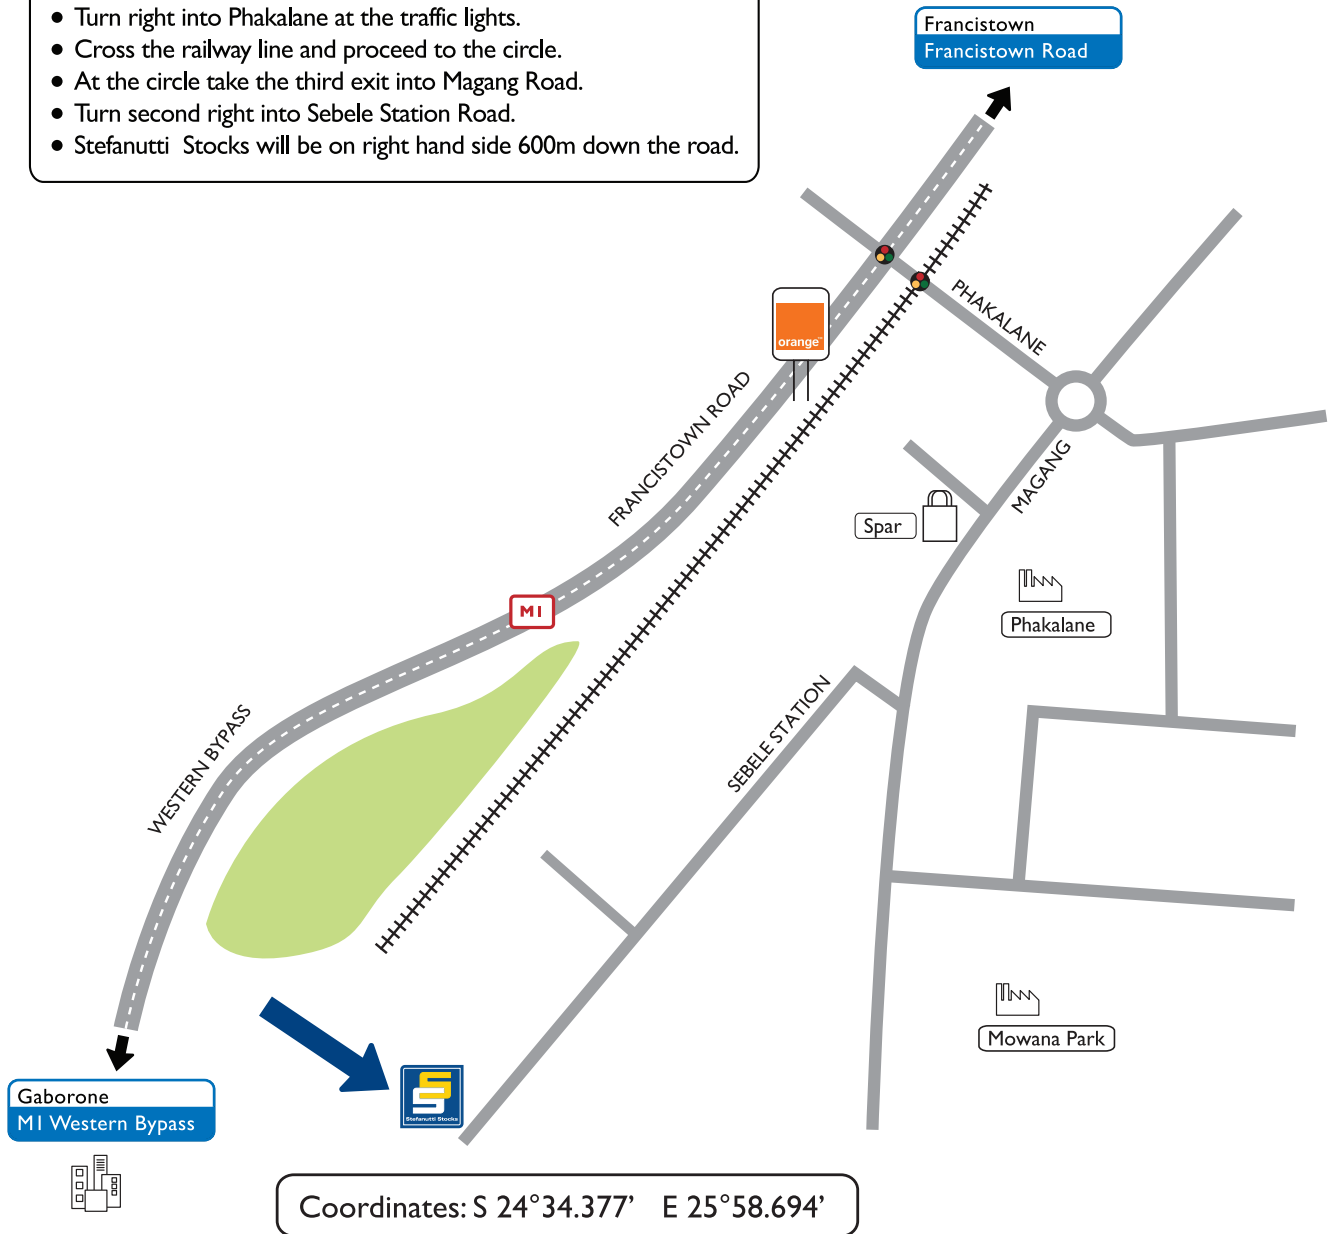 • Turn right into Phakalane at the traffic lights.
• Cross the railway line and proceed to the circle.
• At the circle take the third exit into Magang Road.
• Turn second right into Sebele Station Road.
• Stefanutti Stocks will be on right hand side 600m down the road.
Francistown
Francistown Road
PHAKALANE
orange™
FRANCISTOWN ROAD
MAGANG
Spar
Phakalane
M1
SEBELE STATION
WESTERN BYPASS
Mowana Park
Gaborone
M1 Western Bypass
Stefanutti Stocks
Coordinates: S 24°34.377’ E 25°58.694’